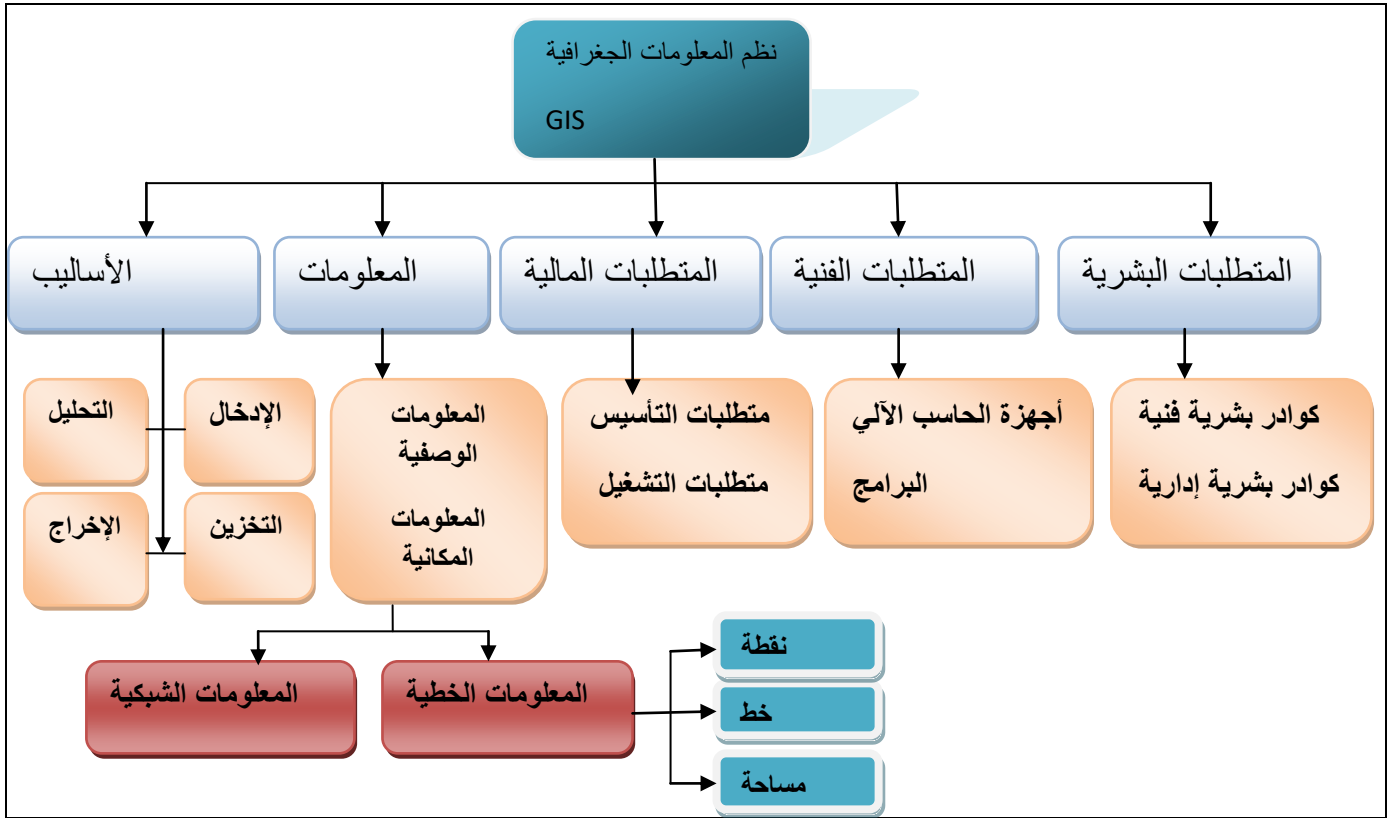 نظم المعلومات الجغرافية
GIS
المتطلبات البشرية
المتطلبات الفنية
المتطلبات المالية
المعلومات
الأساليب
كوادر بشرية فنية
كوادر بشرية إدارية
أجهزة الحاسب الآلي
البرامج
متطلبات التأسيس
متطلبات التشغيل
المعلومات
الوصفية
المعلومات
المكانية
الإدخال
التحليل
التخزين
الإخراج
المعلومات الخطية
المعلومات الشبكية
نقطة
خط
مساحة